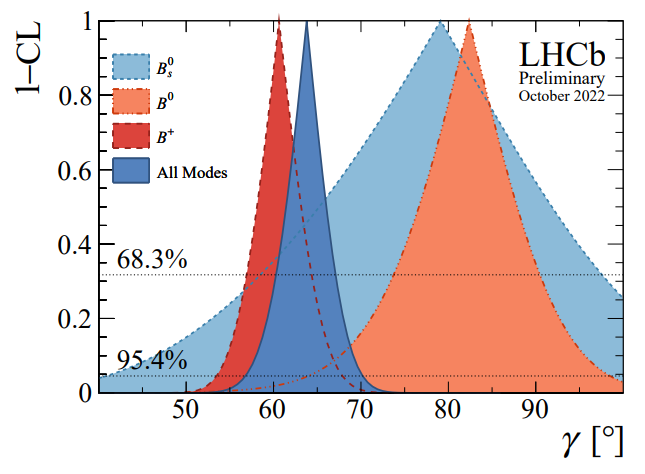 1–CL
1
0.8
0.6
0.4
0.2
0
B_s^0
B^0
B^+
All Modes
LHCb
Preliminary
October 2022
68.3%
95.4%
50 60 70 80 90
γ [°]